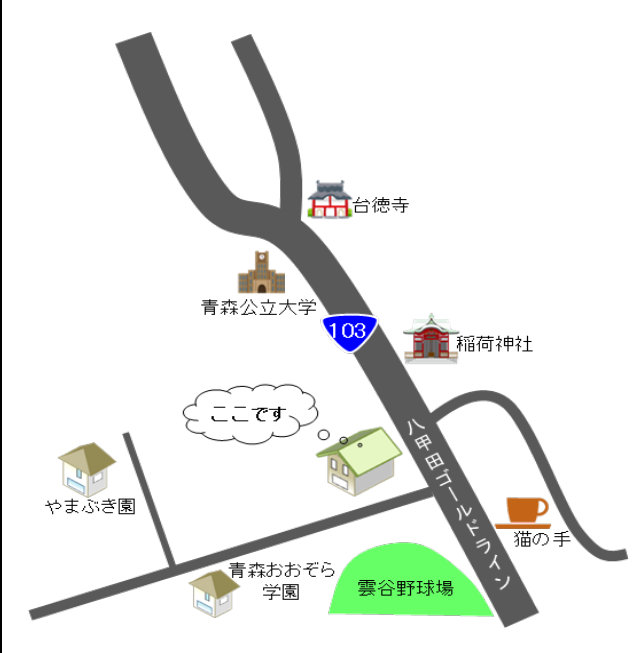 台徳寺
青森公立大学
103
稲荷神社
ここです
八甲田ゴールドライン
やまぶき園
猫の手
青森おおぞら
学園
雲谷野球場